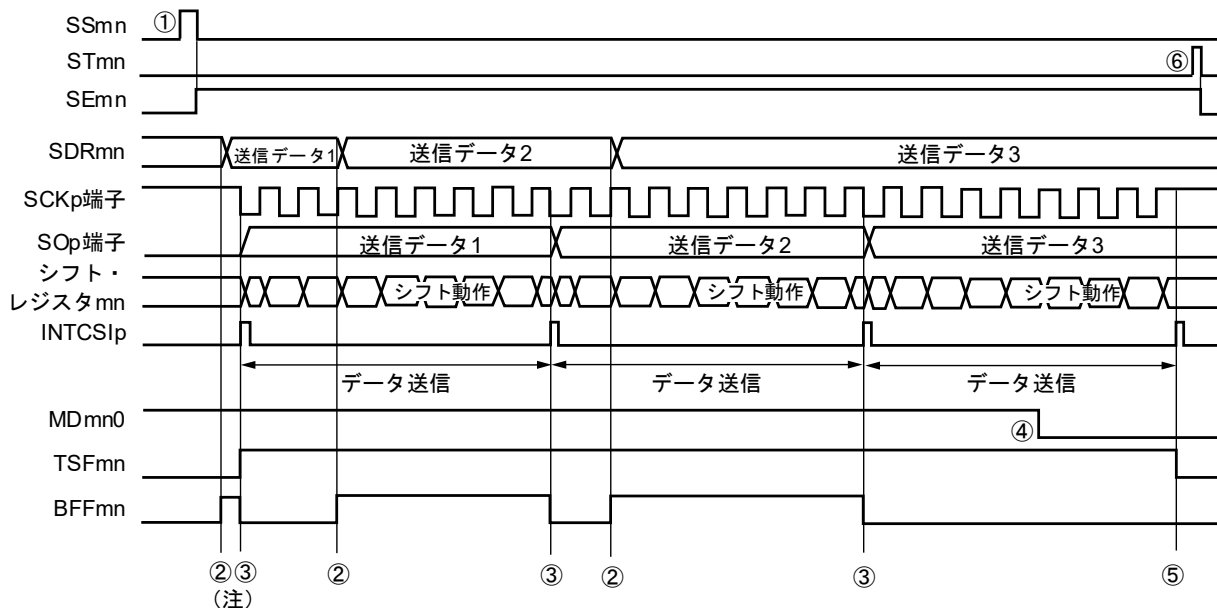 SSmn ①
STmn ⑥
SEmn
SDRmn 送信データ1 送信データ2 送信データ3
SCKp端子
SOp端子 送信データ1 送信データ2 送信データ3
シフト・
レジスタmn シフト動作 シフト動作 シフト動作
INTCSIp
データ送信 データ送信 データ送信
MDmn0 ④
TSFmn
BFFmn
② ③ ② ③ ② ③ ⑤
（注）